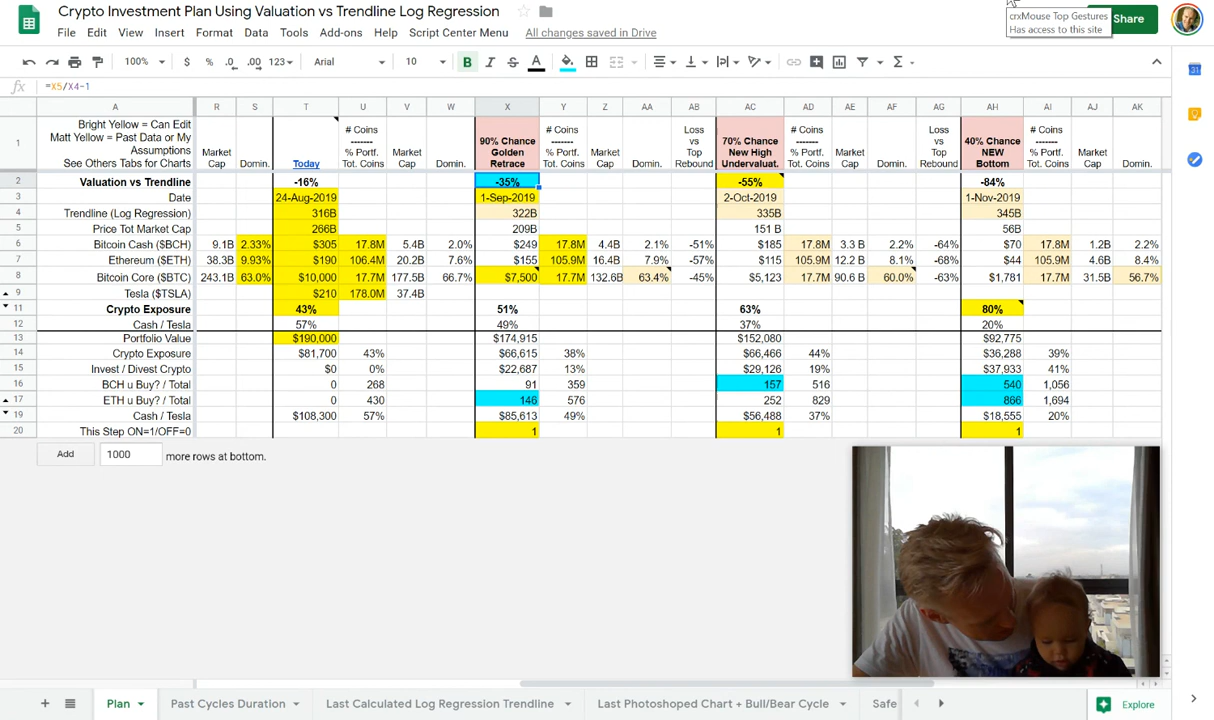 Crypto Investment Plan Using Valuation vs Trendline Log Regression
crxMouse Top Gestures
Has access to this site
Share
File Edit View Insert Format Data Tools Add-ons Help Script Center Menu All changes saved in Drive
100% $ % .0 .00 123 Arial 10 B I S A
fx =X5/X4-1
A R S T U V W X Y Z AA AB AC AD AE AF AG AH AI AJ AK
1
Bright Yellow = Can Edit
Matt Yellow = Past Data or My
Assumptions
See Others Tabs for Charts
Market
Cap
Domin.
Today
# Coins
-------
% Portf.
Tot. Coins
Market
Cap
Domin.
90% Chance
Golden
Retrace
# Coins
-------
% Portf.
Tot. Coins
Market
Cap
Domin.
Loss
vs
Top
Rebound
70% Chance
New High
Undervaluat.
# Coins
-------
% Portf.
Tot. Coins
Market
Cap
Domin.
Loss
vs
Top
Rebound
40% Chance
NEW
Bottom
# Coins
-------
% Portf.
Tot. Coins
Market
Cap
Domin.
2 Valuation vs Trendline -16% -35% -55% -84%
3 Date 24-Aug-2019 1-Sep-2019 2-Oct-2019 1-Nov-2019
4 Trendline (Log Regression) 316B 322B 335B 345B
5 Price Tot Market Cap 266B 209B 151 B 56B
6 Bitcoin Cash ($BCH) 9.1B 2.33% $305 17.8M 5.4B 2.0% $249 17.8M 4.4B 2.1% -51% $185 17.8M 3.3 B 2.2% -64% $70 17.8M 1.2B 2.2%
7 Ethereum ($ETH) 38.3B 9.93% $190 106.4M 20.2B 7.6% $155 105.9M 16.4B 7.9% -57% $115 105.9M 12.2 B 8.1% -68% $44 105.9M 4.6B 8.4%
8 Bitcoin Core ($BTC) 243.1B 63.0% $10,000 17.7M 177.5B 66.7% $7,500 17.7M 132.6B 63.4% -45% $5,123 17.7M 90.6 B 60.0% -63% $1,781 17.7M 31.5B 56.7%
9 Tesla ($TSLA) $210 178.0M 37.4B
11 Crypto Exposure 43% 51% 63% 80%
12 Cash / Tesla 57% 49% 37% 20%
13 Portfolio Value $190,000 $174,915 $152,080 $92,775
14 Crypto Exposure $81,700 43% $66,615 38% $66,466 44% $36,288 39%
15 Invest / Divest Crypto $0 0% $22,687 13% $29,126 19% $37,933 41%
16 BCH u Buy? / Total 0 268 91 359 157 516 540 1,056
17 ETH u Buy? / Total 0 430 146 576 252 829 866 1,694
19 Cash / Tesla $108,300 57% $85,613 49% $56,488 37% $18,555 20%
20 This Step ON=1/OFF=0 1 1 1
Add 1000 more rows at bottom.
Plan Past Cycles Duration Last Calculated Log Regression Trendline Last Photoshoped Chart + Bull/Bear Cycle Safe
Explore